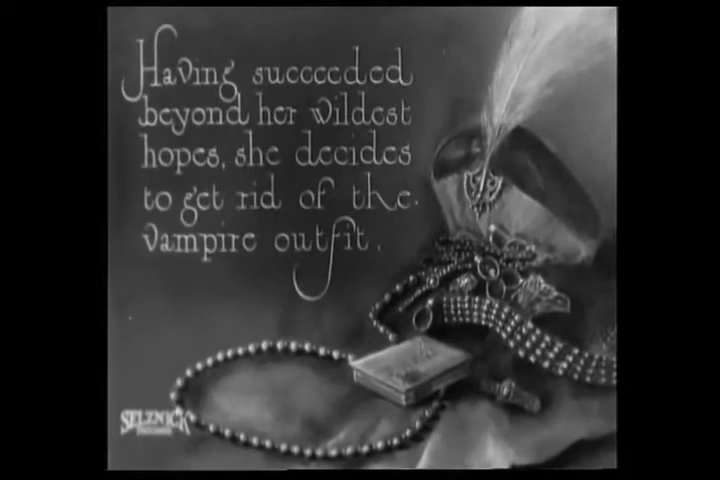 Having succeeded
beyond her wildest
hopes, she decides
to get rid of the
vampire outfit.
SELZNICK